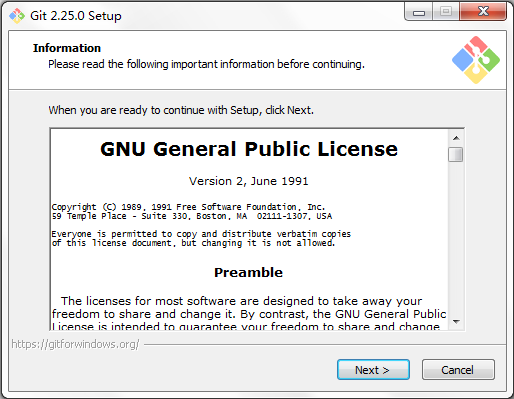 Git 2.25.0 Setup
Information
Please read the following important information before continuing.
When you are ready to continue with Setup, click Next.
GNU General Public License
Version 2, June 1991
Copyright (C) 1989, 1991 Free Software Foundation, Inc.
59 Temple Place - Suite 330, Boston, MA  02111-1307, USA
Everyone is permitted to copy and distribute verbatim copies
of this license document, but changing it is not allowed.
Preamble
The licenses for most software are designed to take away your
freedom to share and change it. By contrast, the GNU General Public
License is intended to guarantee your freedom to share and change
https://gitforwindows.org/
Next >
Cancel